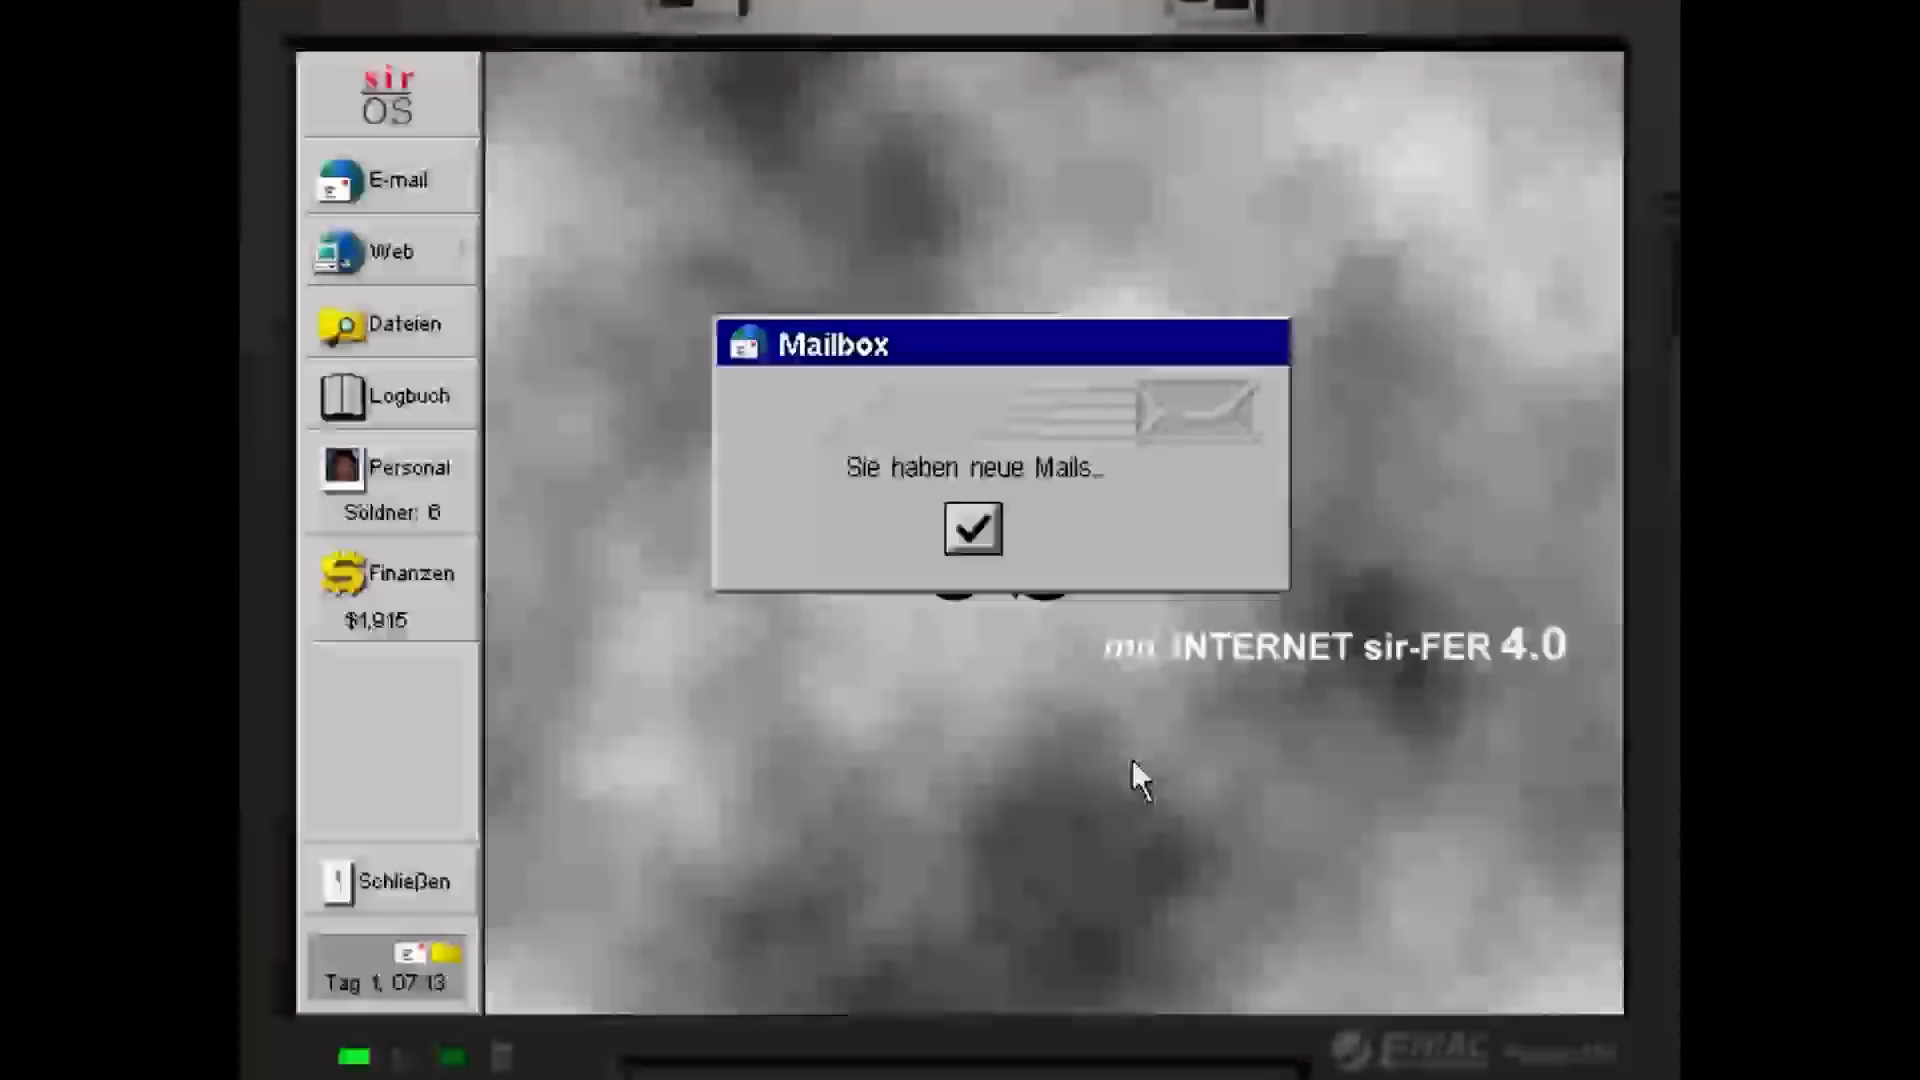 sir
OS
E-mail
Web
Dateien
Logbuch
Personal
Söldner: 6
Finanzen
$1,915
Schließen
Tag 1, 07:13
Mailbox
Sie haben neue Mails...
INTERNET sir-FER 4.0